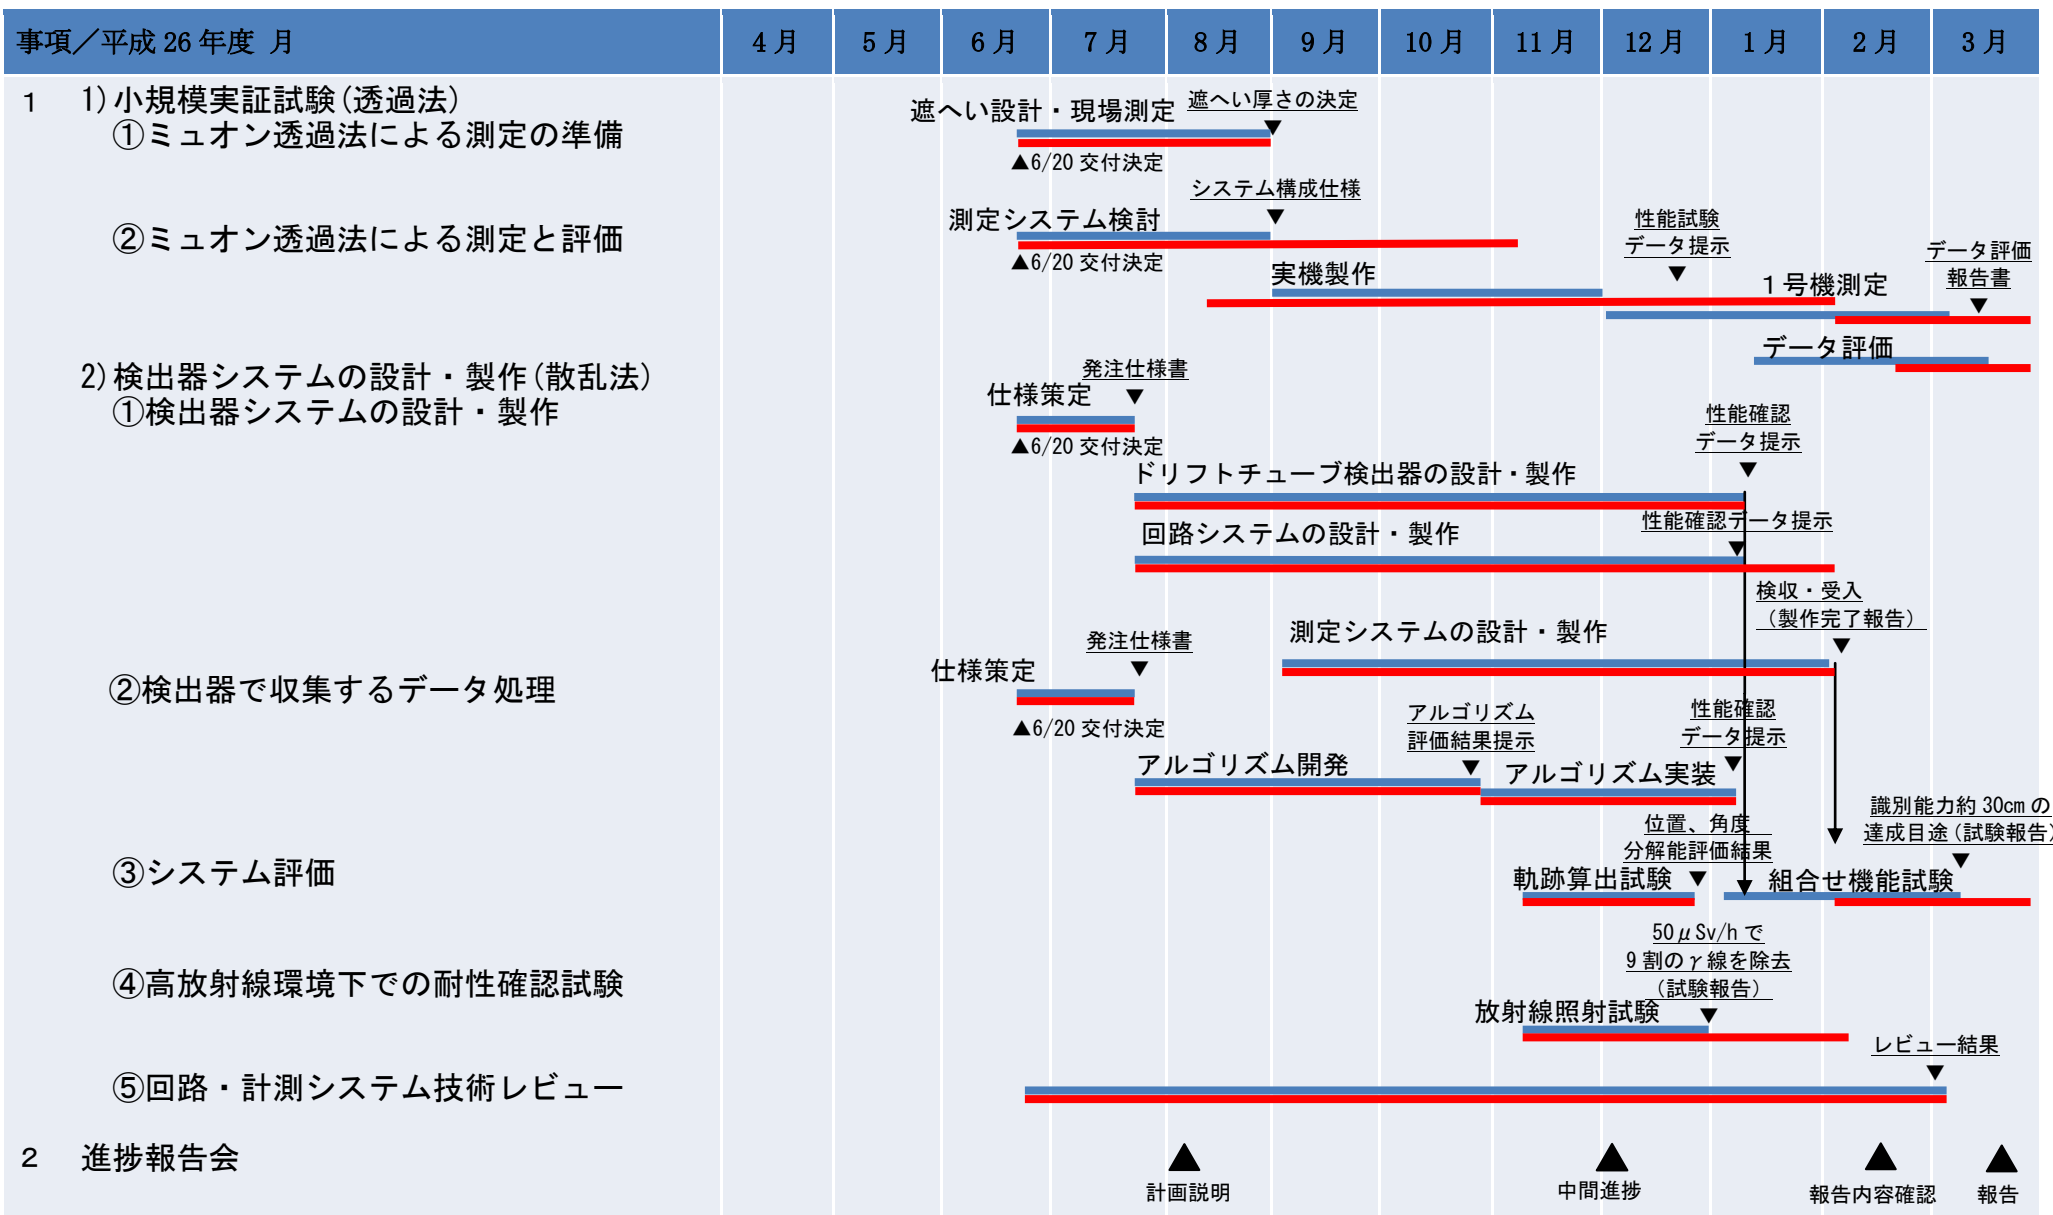 事項／平成 26 年度 月 4 月 5 月 6 月 7 月 8 月 9 月 10 月 11 月 12 月 1 月 2 月 3 月
1 1)小規模実証試験(透過法)
①ミュオン透過法による測定の準備
遮へい設計・現場測定
遮へい厚さの決定
▼
▲6/20 交付決定
②ミュオン透過法による測定と評価
測定システム検討
システム構成仕様
▼
▲6/20 交付決定
実機製作
性能試験
データ提示
▼
1号機測定
データ評価
報告書
▼
データ評価
2)検出器システムの設計・製作(散乱法)
①検出器システムの設計・製作
仕様策定
発注仕様書
▼
▲6/20 交付決定
ドリフトチューブ検出器の設計・製作
性能確認
データ提示
▼
回路システムの設計・製作
性能確認データ提示
▼
測定システムの設計・製作
検収・受入
（製作完了報告）
▼
②検出器で収集するデータ処理
仕様策定
発注仕様書
▼
▲6/20 交付決定
アルゴリズム開発
アルゴリズム
評価結果提示
▼
アルゴリズム実装
性能確認
データ提示
▼
③システム評価
軌跡算出試験
位置、角度
分解能評価結果
▼
組合せ機能試験
識別能力約 30cm の
達成目途(試験報告)
▼
④高放射線環境下での耐性確認試験
放射線照射試験
50μSv/h で
9 割のγ線を除去
（試験報告）
▼
⑤回路・計測システム技術レビュー
レビュー結果
▼
2 進捗報告会
▲ ▲ ▲ ▲
計画説明 中間進捗 報告内容確認 報告